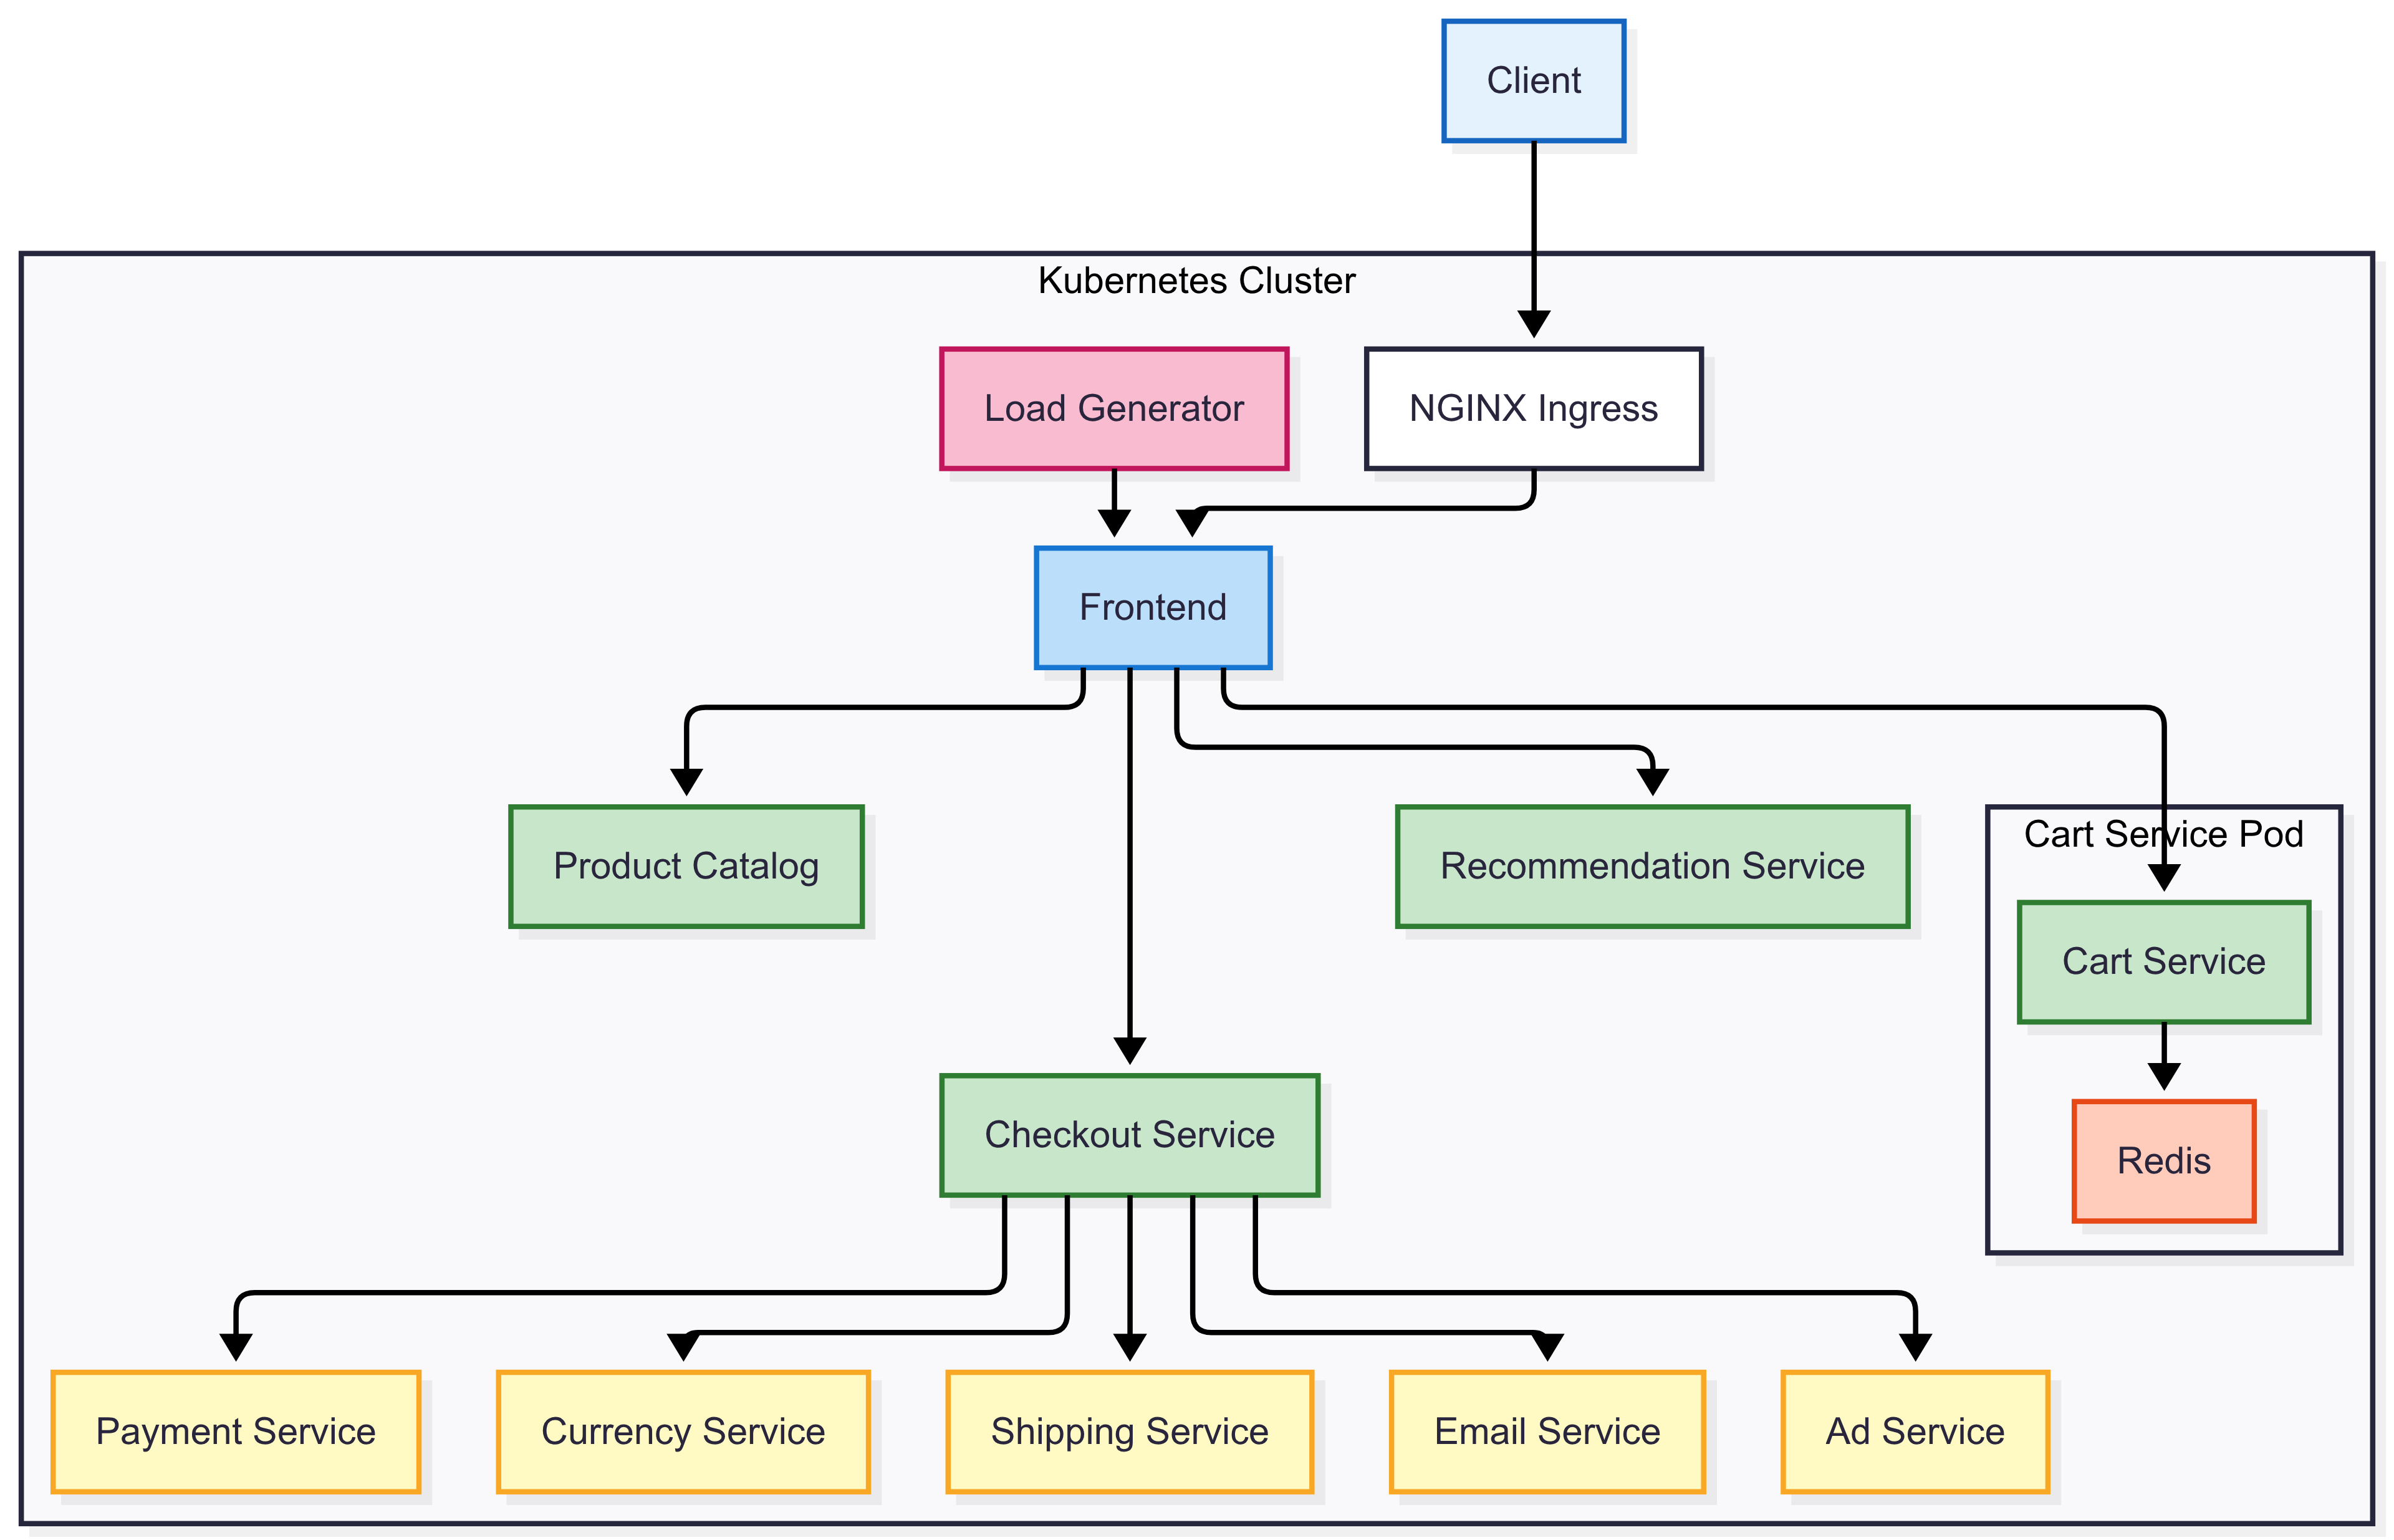 Client
Kubernetes Cluster
Load Generator
NGINX Ingress
Frontend
Product Catalog
Recommendation Service
Cart Service Pod
Cart Service
Checkout Service
Redis
Payment Service
Currency Service
Shipping Service
Email Service
Ad Service